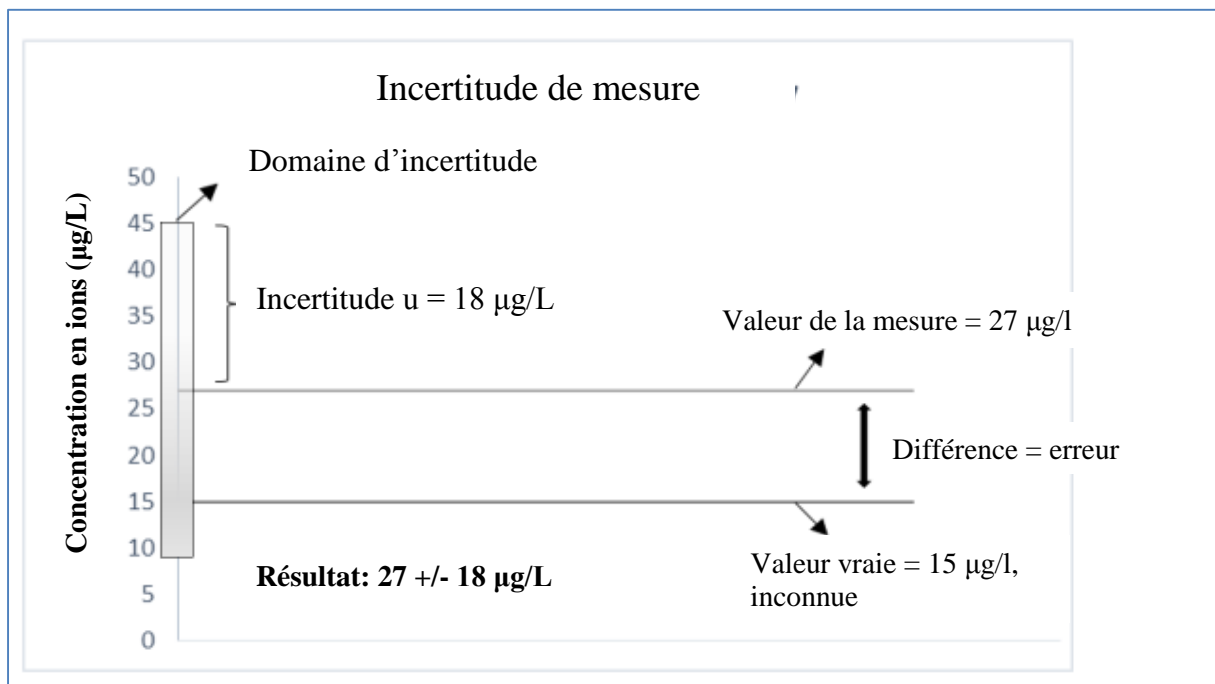 Incertitude de mesure
Domaine d'incertitude
Concentration en ions (µg/L)
50
45
40
35
30
25
20
15
10
5
0
Incertitude u = 18 µg/L
Valeur de la mesure = 27 µg/l
Différence = erreur
Valeur vraie = 15 µg/l,
inconnue
Résultat: 27 +/- 18 µg/L